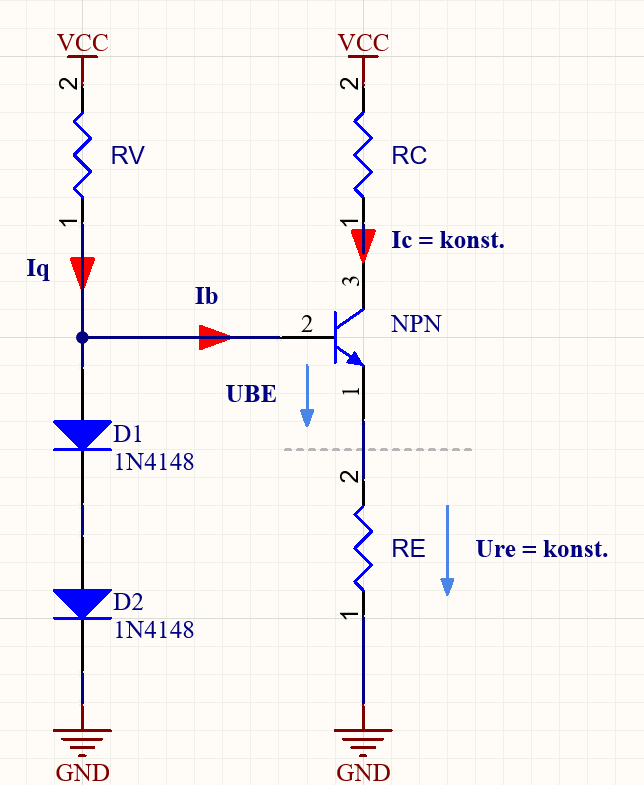 VCC
VCC
2
2
RV
RC
1
1
Ic = konst.
Iq
3
Ib
2
NPN
UBE
1
D1
1N4148
2
RE
Ure = konst.
D2
1
1N4148
GND
GND